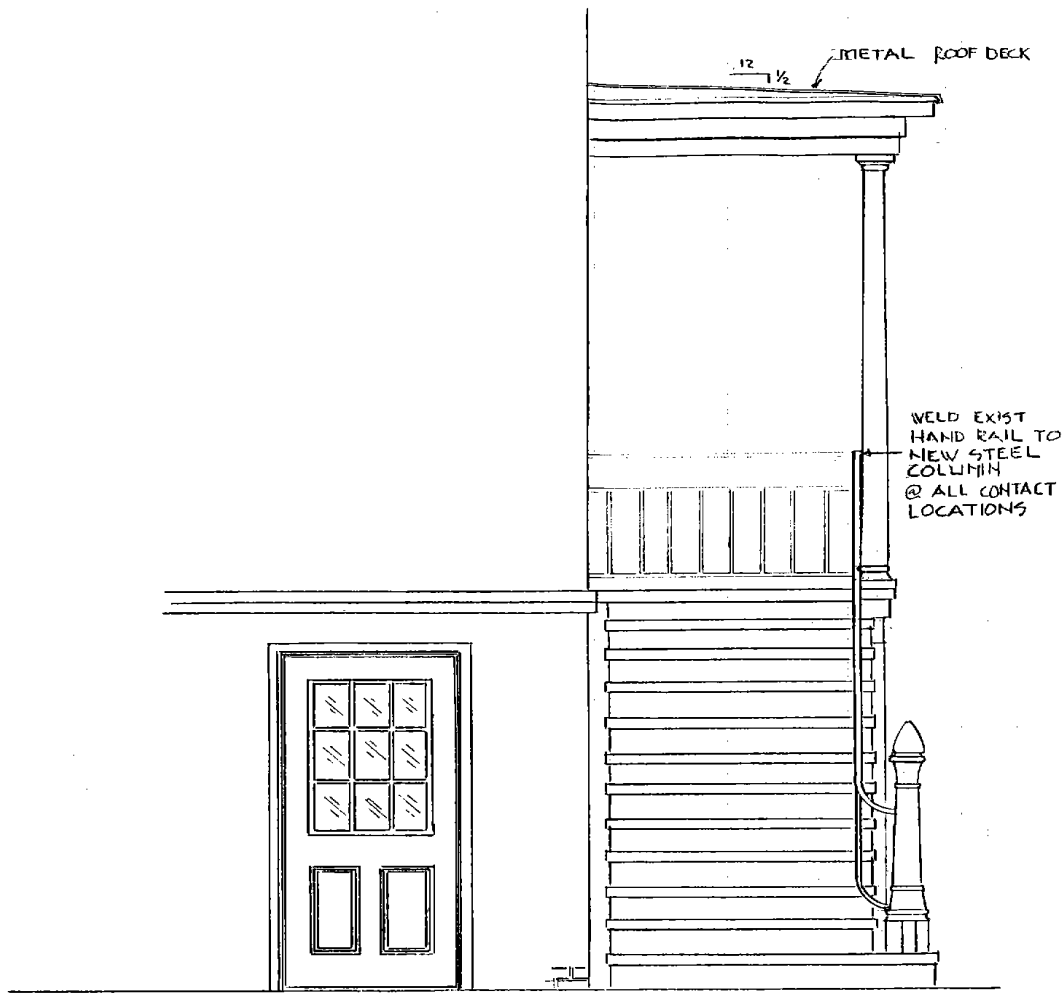 METAL ROOF DECK
12
1/2
WELD EXIST
HAND RAIL TO
NEW STEEL
COLUMN
@ ALL CONTACT
LOCATIONS